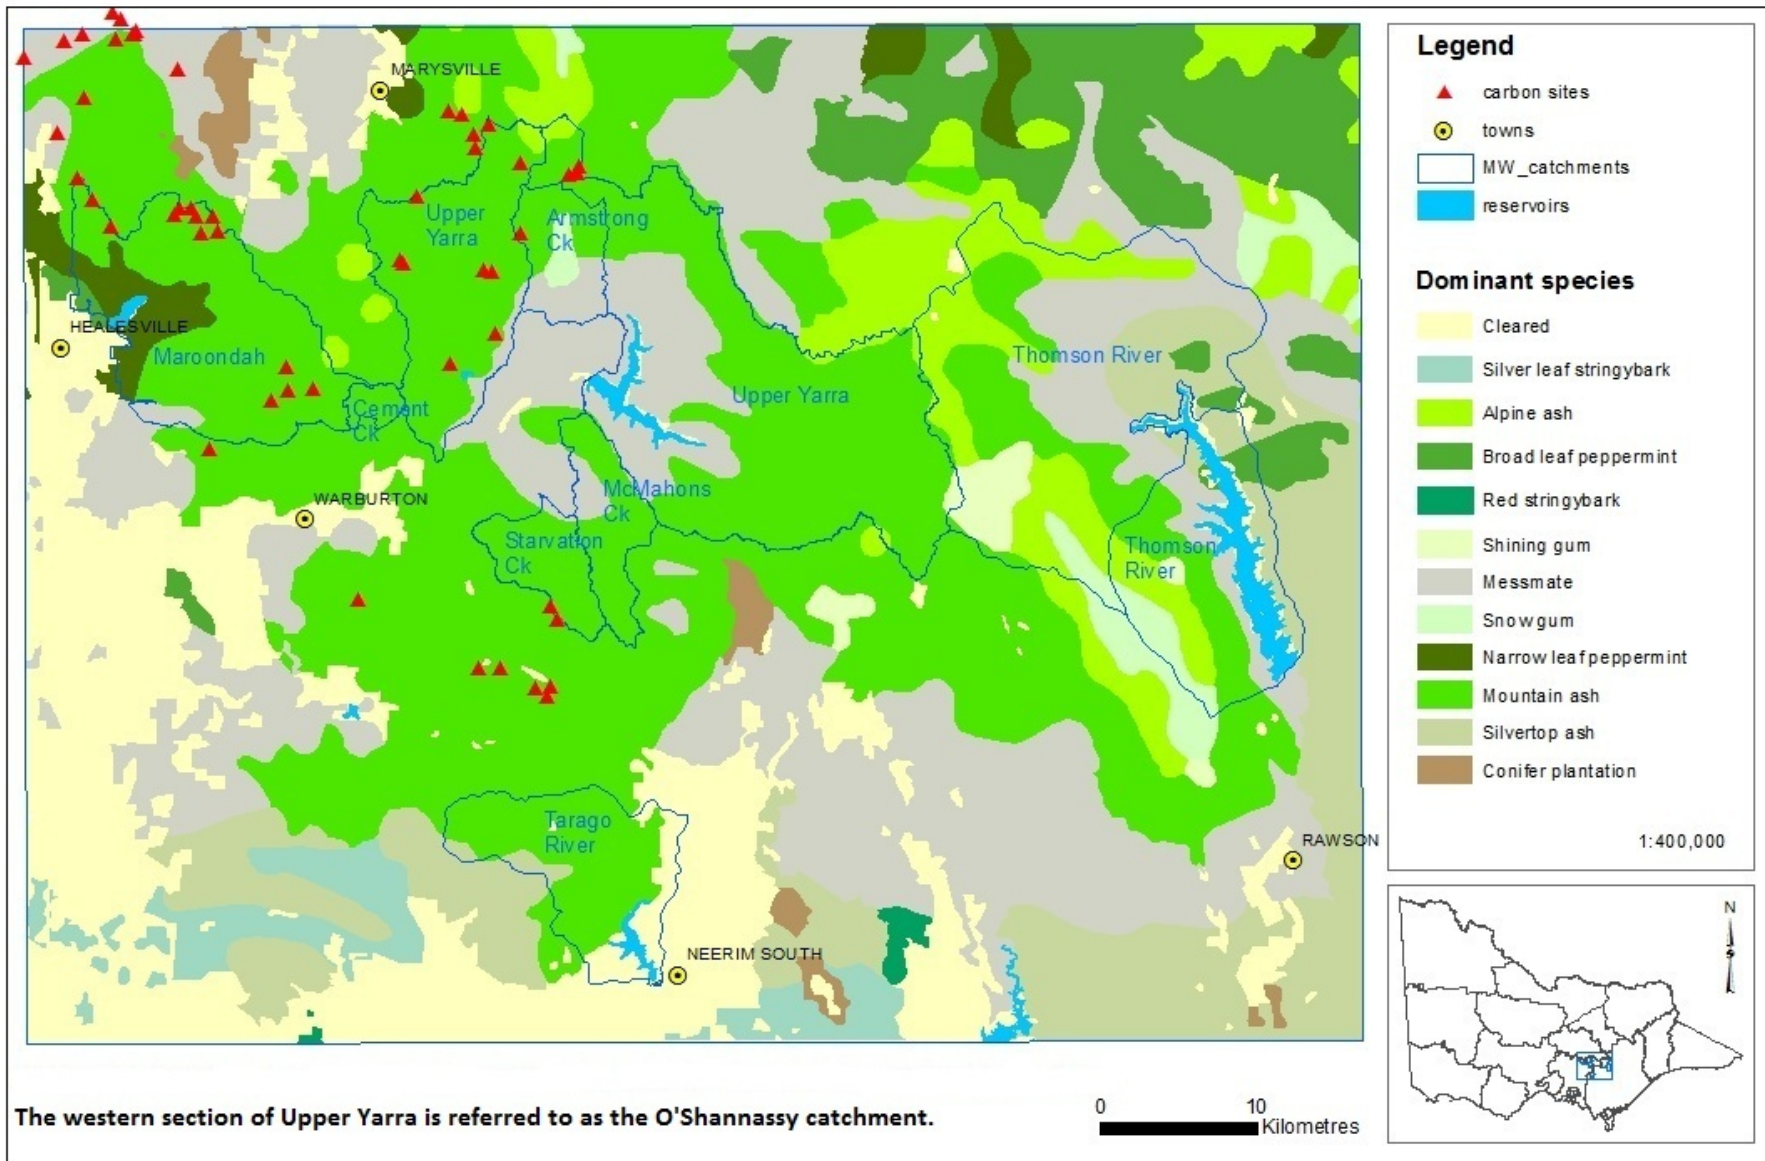 MARYSVILLE
Upper
Yarra
Armstrong
Ck
HEALESVILLE
Maroondah
Thomson River
Upper Yarra
Cement
Ck
WARBURTON
McMahons
Ck
Starvation
Ck
Thomson
River
Tarago
River
RAWSON
NEERIM SOUTH
The western section of Upper Yarra is referred to as the O'Shannassy catchment.
0 10
Kilometres
Legend
carbon sites
towns
MW_catchments
reservoirs
Dominant species
Cleared
Silver leaf stringybark
Alpine ash
Broad leaf peppermint
Red stringybark
Shining gum
Messmate
Snowgum
Narrow leaf peppermint
Mountain ash
Silvertop ash
Conifer plantation
1:400,000
N